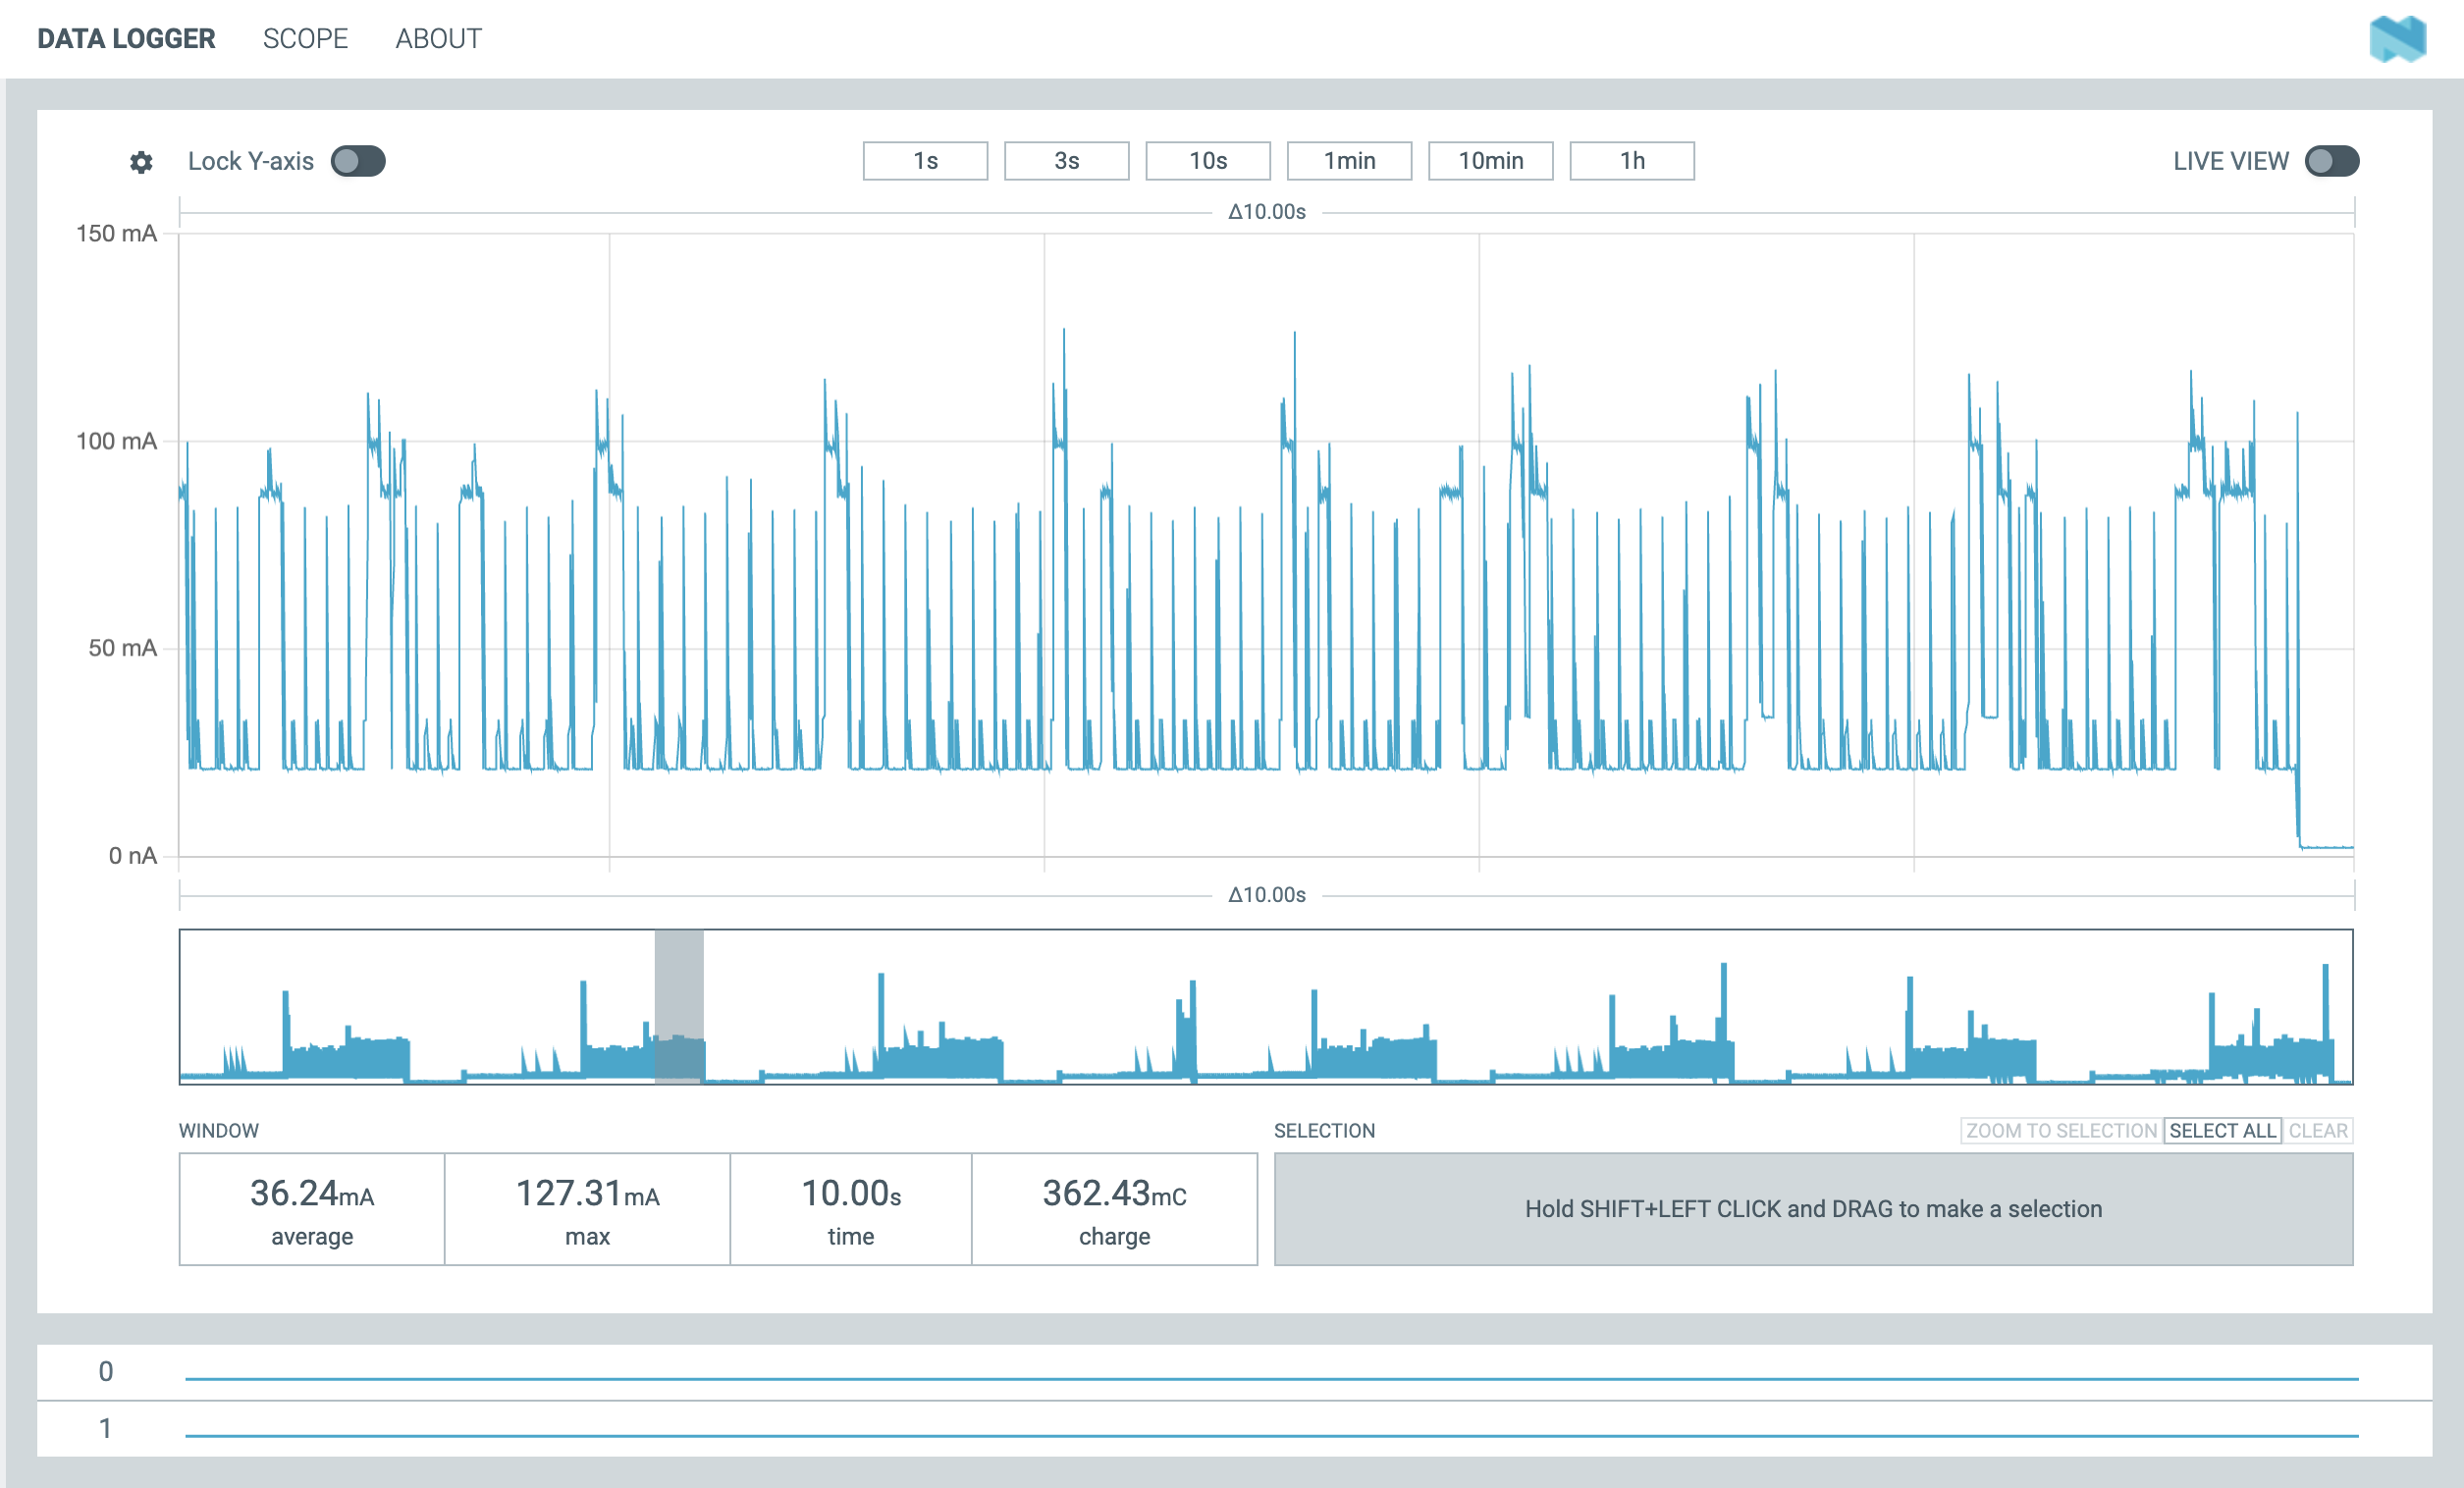 DATA LOGGER SCOPE ABOUT
Lock Y-axis 1s 3s 10s 1min 10min 1h LIVE VIEW
Δ10.00s
150 mA
100 mA
50 mA
0 nA
Δ10.00s
WINDOW SELECTION ZOOM TO SELECTION SELECT ALL CLEAR
36.24mA 127.31mA 10.00s 362.43mC
average max time charge
Hold SHIFT+LEFT CLICK and DRAG to make a selection
0
1